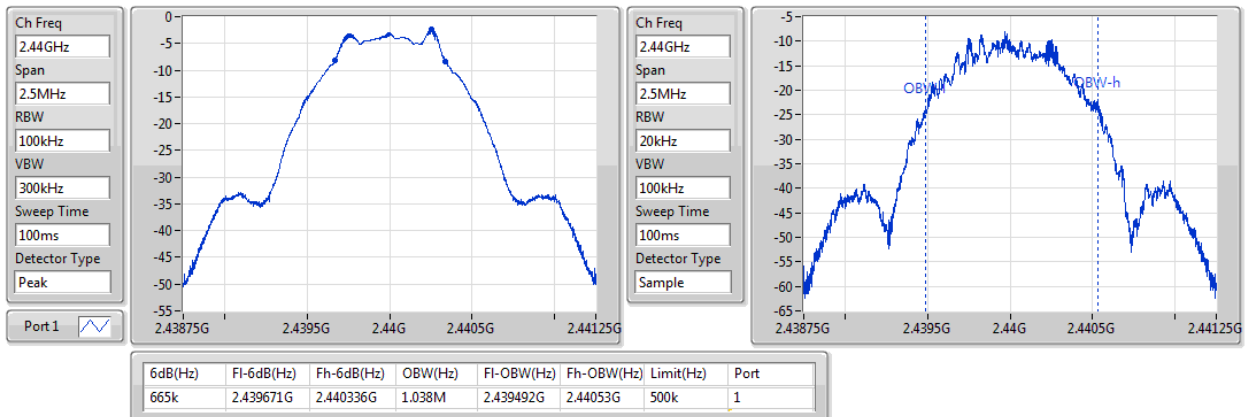 Ch Freq
2.44GHz
Span
2.5MHz
RBW
100kHz
VBW
300kHz
Sweep Time
100ms
Detector Type
Peak
Port 1
0-
-5-
-10-
-15-
-20-
-25-
-30-
-35-
-40-
-45-
-50-
-55-
2.43875G 2.4395G 2.44G 2.4405G 2.44125G
Ch Freq
2.44GHz
Span
2.5MHz
RBW
20kHz
VBW
100kHz
Sweep Time
100ms
Detector Type
Sample
-5-
-10-
-15-
-20-
-25-
-30-
-35-
-40-
-45-
-50-
-55-
-60-
-65-
OBW-h
2.43875G 2.4395G 2.44G 2.4405G 2.44125G
6dB(Hz) Fl-6dB(Hz) Fh-6dB(Hz) OBW(Hz) Fl-OBW(Hz) Fh-OBW(Hz) Limit(Hz) Port
665k 2.439671G 2.440336G 1.038M 2.439492G 2.44053G 500k 1